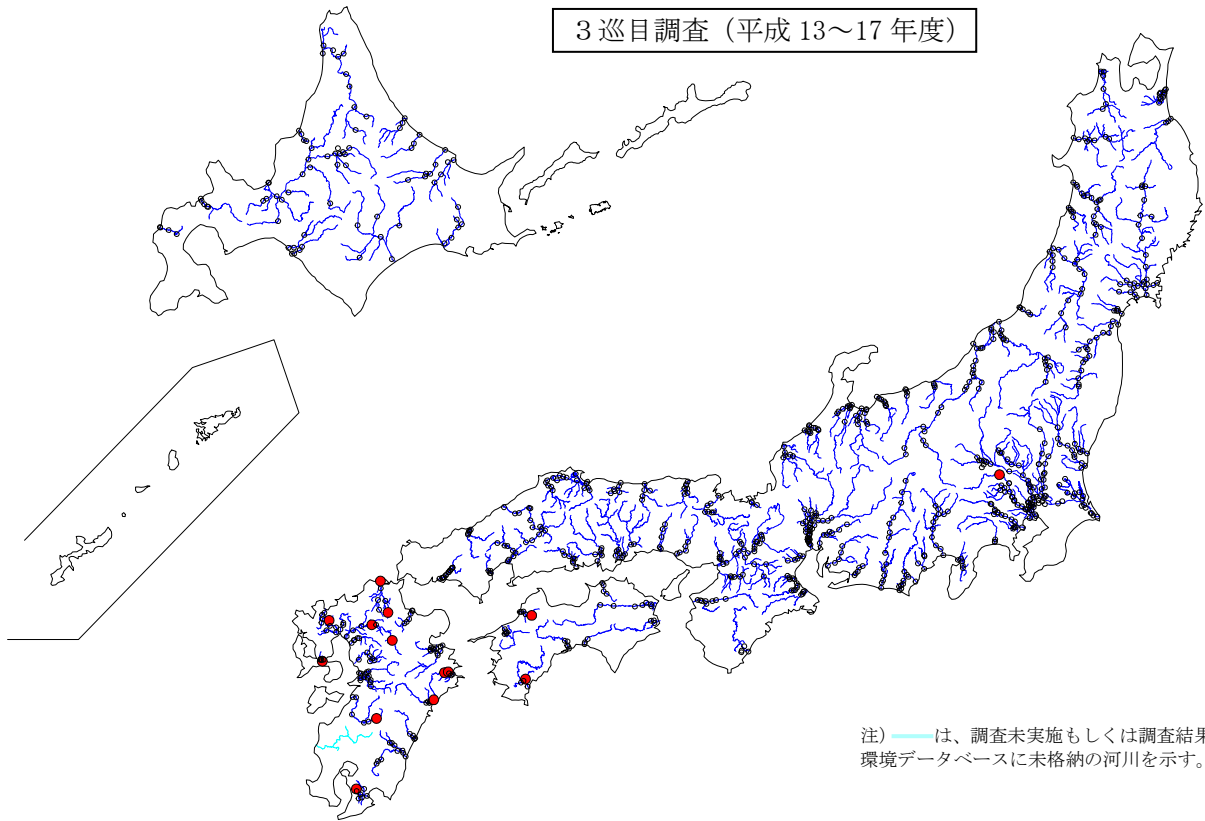 ３巡目調査（平成 13～17 年度）
注） は、調査未実施もしくは調査結果
環境データベースに未格納の河川を示す。